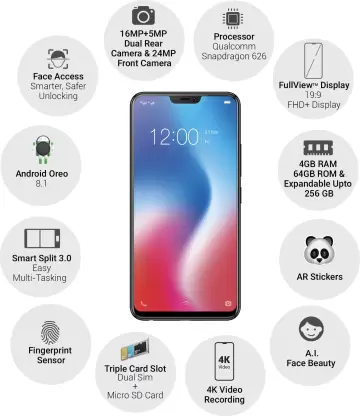 16MP+5MP
Dual Rear
Camera & 24MP
Front Camera
Processor
Qualcomm
Snapdragon 626
FullView™ Display
19:9
FHD+ Display
4GB RAM
64GB ROM &
Expandable Upto
256 GB
AR Stickers
A.I.
Face Beauty
4K
Video
4K Video
Recording
Triple Card Slot
Dual Sim
+
Micro SD Card
Fingerprint
Sensor
Smart Split 3.0
Easy
Multi-Tasking
Android Oreo
8.1
Face Access
Smarter, Safer
Unlocking
12:00